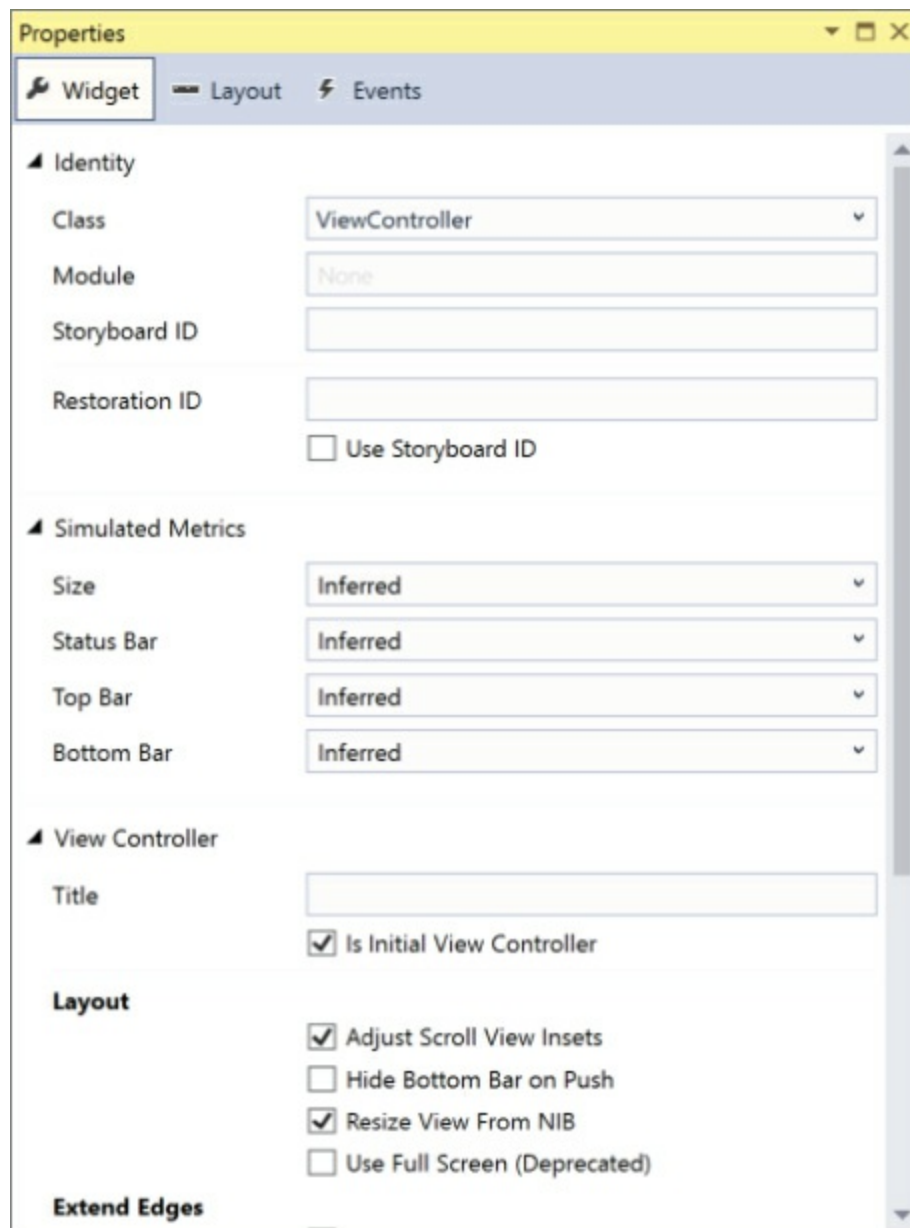 Properties
Widget Layout Events
Identity
Class ViewController
Module None
Storyboard ID
Restoration ID
Use Storyboard ID
Simulated Metrics
Size Inferred
Status Bar Inferred
Top Bar Inferred
Bottom Bar Inferred
View Controller
Title
Is Initial View Controller
Layout
Adjust Scroll View Insets
Hide Bottom Bar on Push
Resize View From NIB
Use Full Screen (Deprecated)
Extend Edges